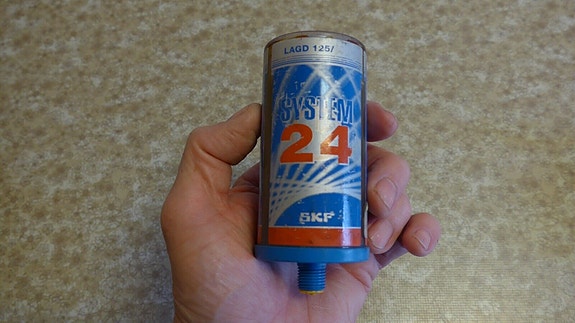 LAGD 125/
SYSTEM
24
SKF